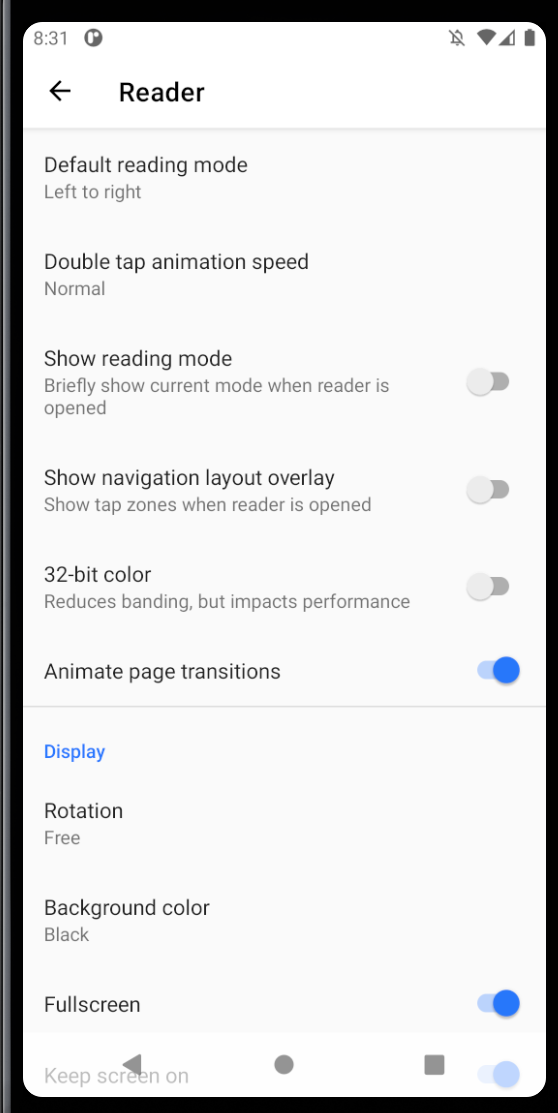 8:31
Reader
Default reading mode
Left to right
Double tap animation speed
Normal
Show reading mode
Briefly show current mode when reader is
opened
Show navigation layout overlay
Show tap zones when reader is opened
32-bit color
Reduces banding, but impacts performance
Animate page transitions
Display
Rotation
Free
Background color
Black
Fullscreen
Keep screen on